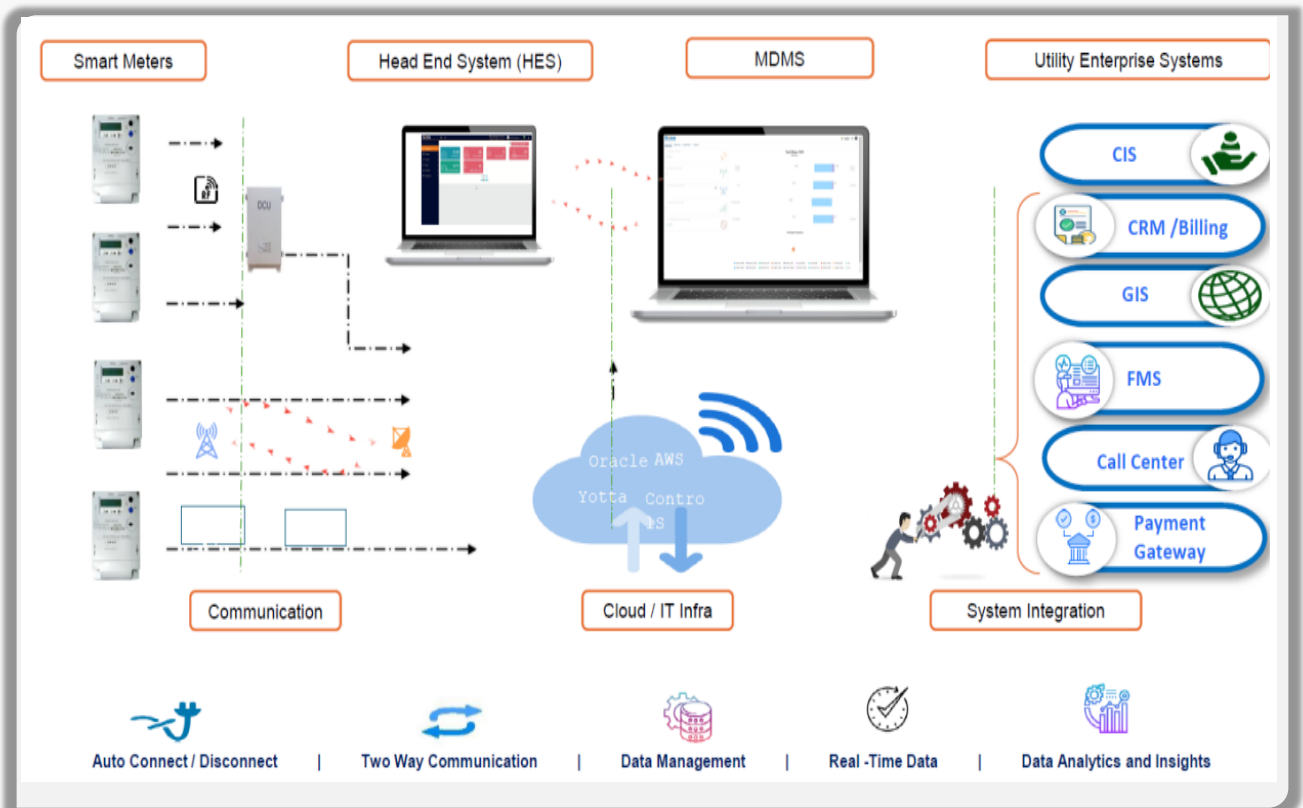 Smart Meters
Head End System (HES)
MDMS
Utility Enterprise Systems
RF
DCU
CIS
CRM /Billing
GIS
FMS
Call Center
Payment
Gateway
Oracle AWS
Yotta Contro
lS
Communication
Cloud / IT Infra
System Integration
Auto Connect / Disconnect | Two Way Communication | Data Management | Real -Time Data | Data Analytics and Insights